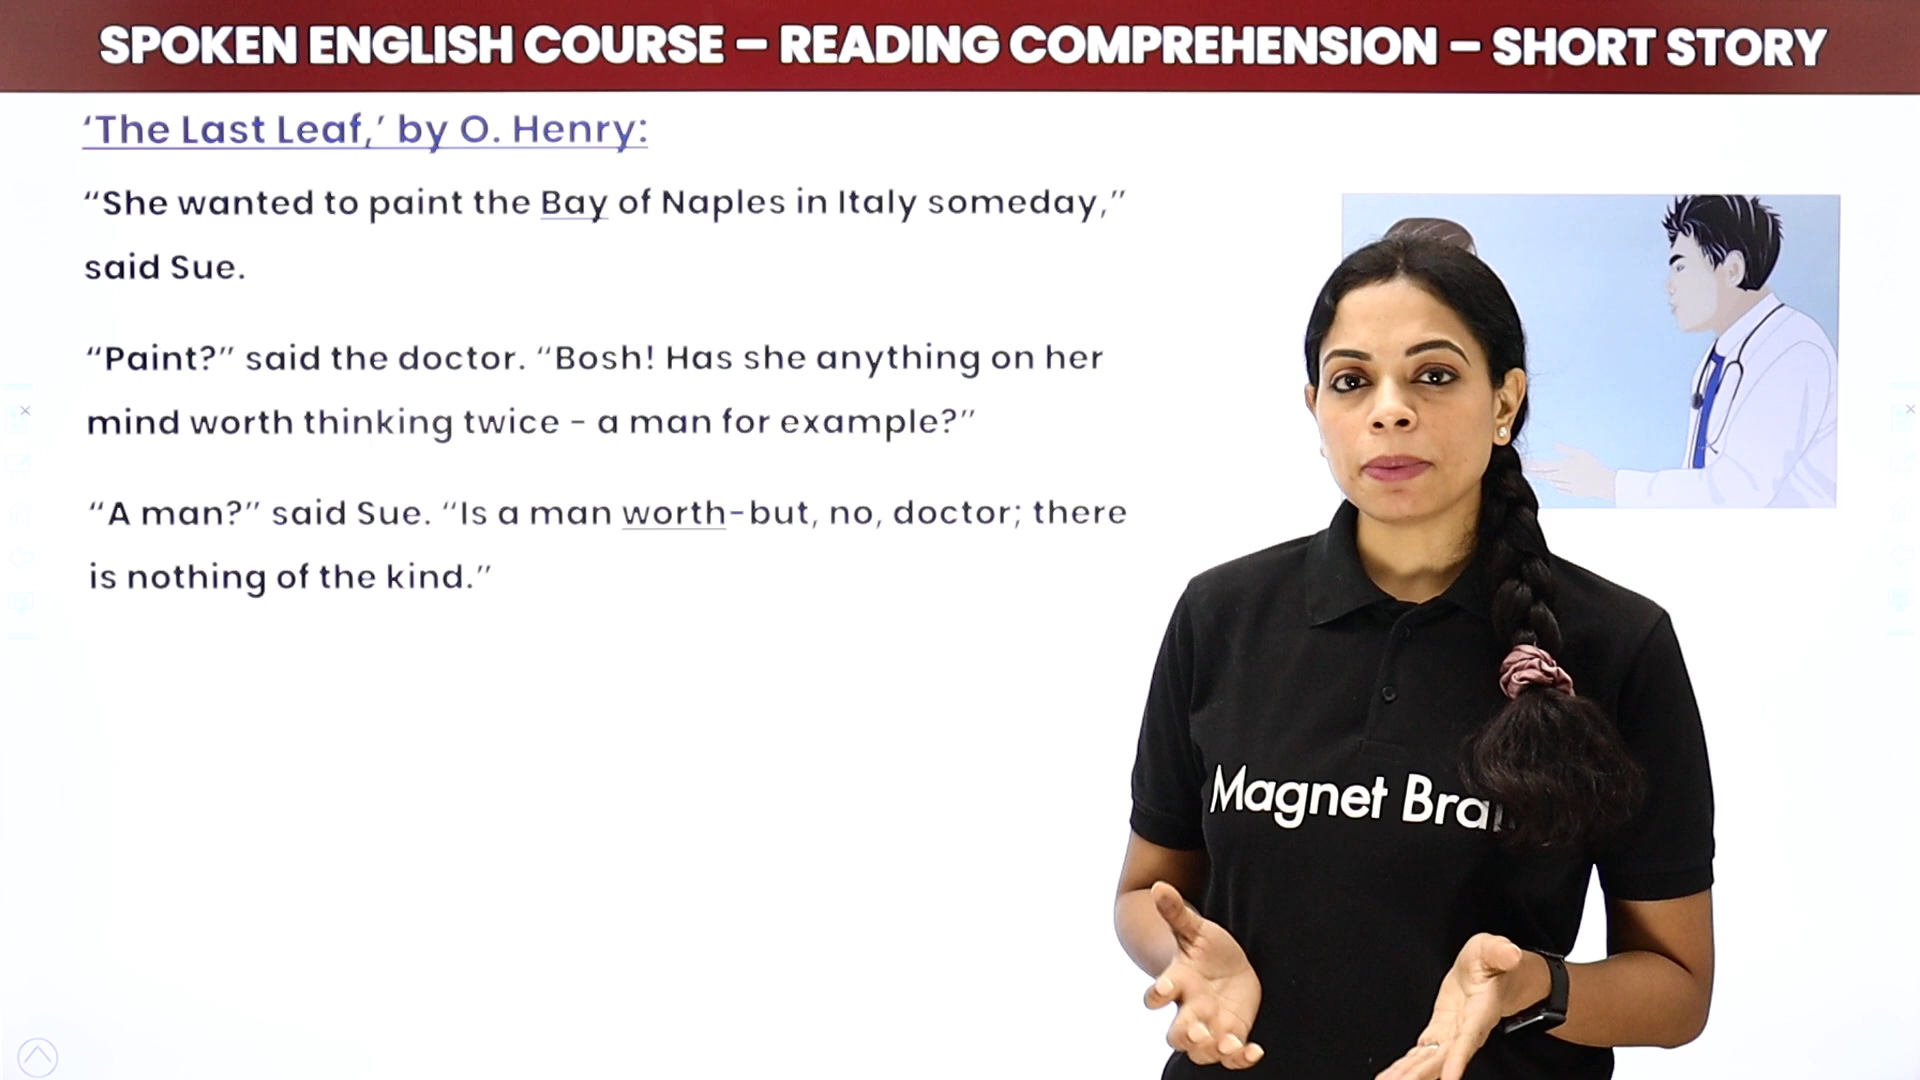 SPOKEN ENGLISH COURSE – READING COMPREHENSION – SHORT STORY
‘The Last Leaf,’ by O. Henry:
“She wanted to paint the Bay of Naples in Italy someday,”
said Sue.
“Paint?” said the doctor. “Bosh! Has she anything on her
mind worth thinking twice - a man for example?”
“A man?” said Sue. “Is a man worth-but, no, doctor; there
is nothing of the kind.”
Magnet